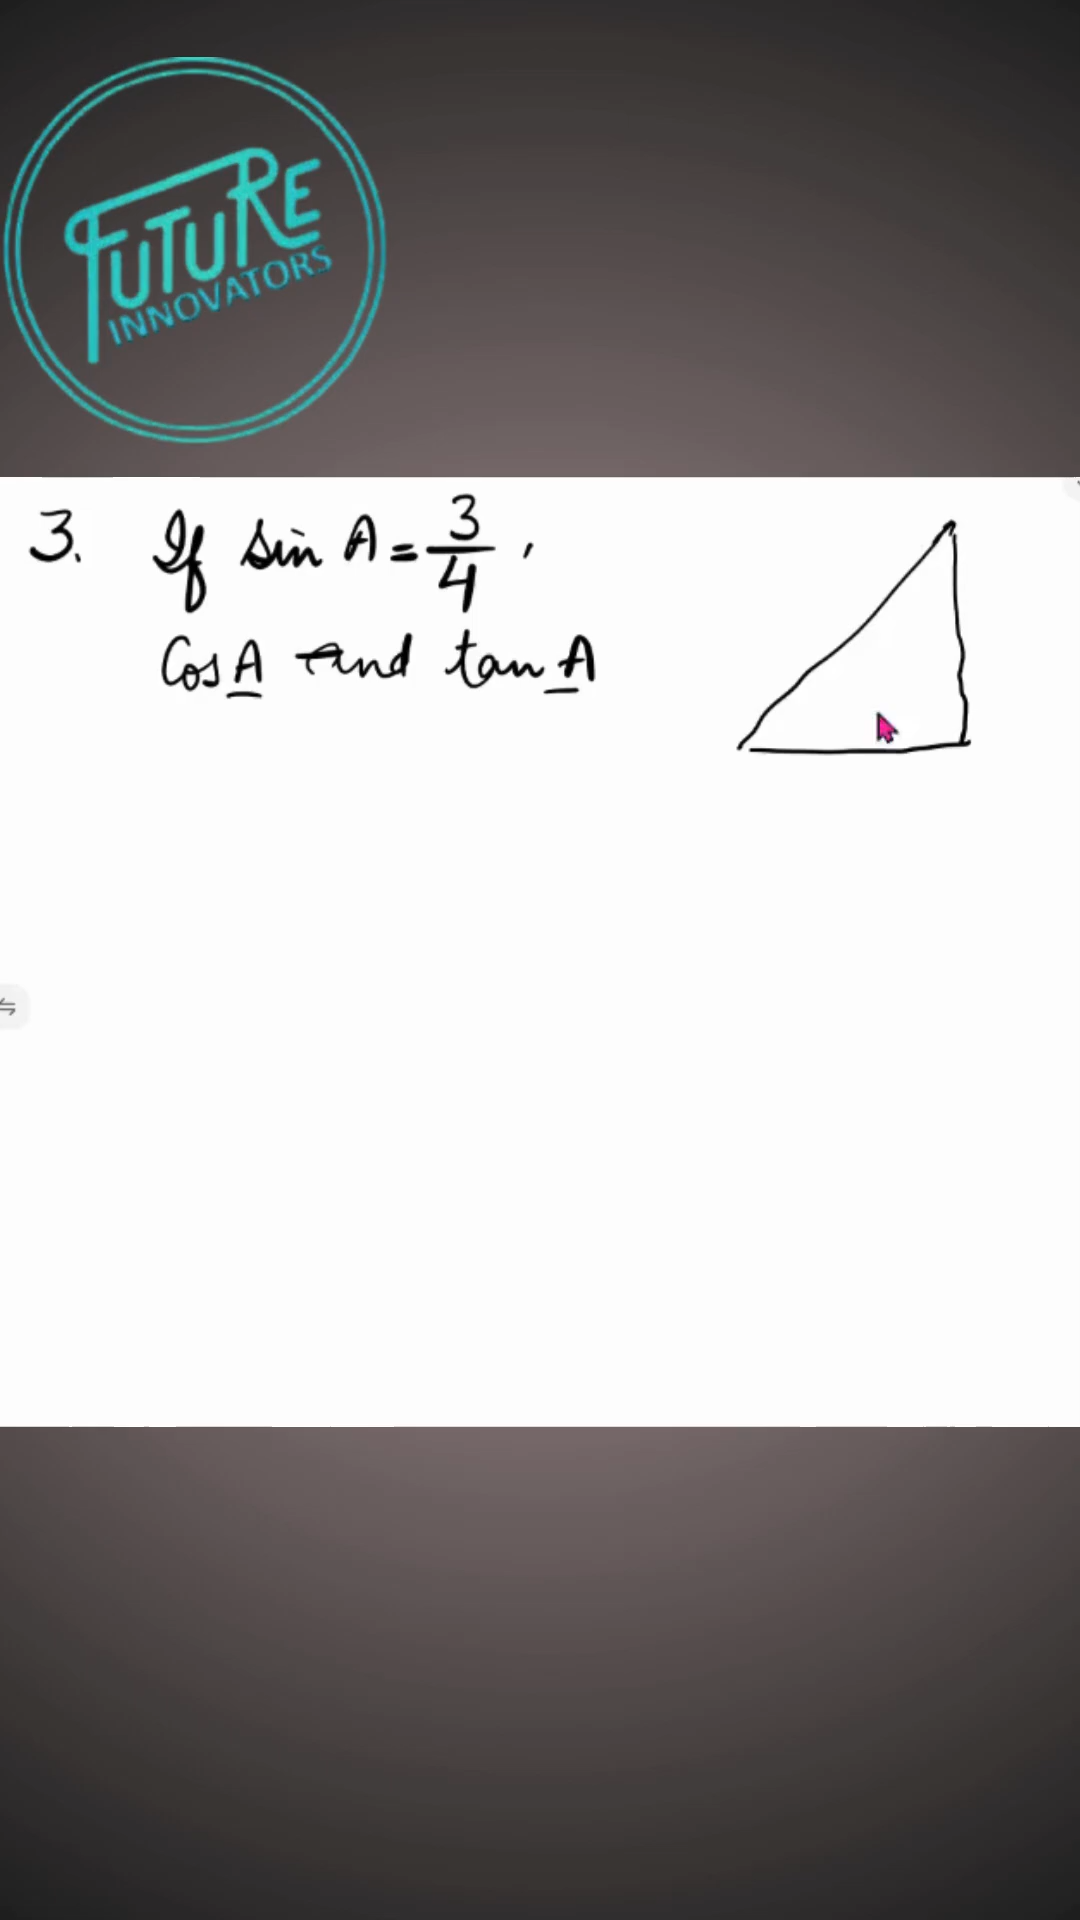 FUTURE
INNOVATORS
3. If sin A = 3/4 ,
Cos A and tan A